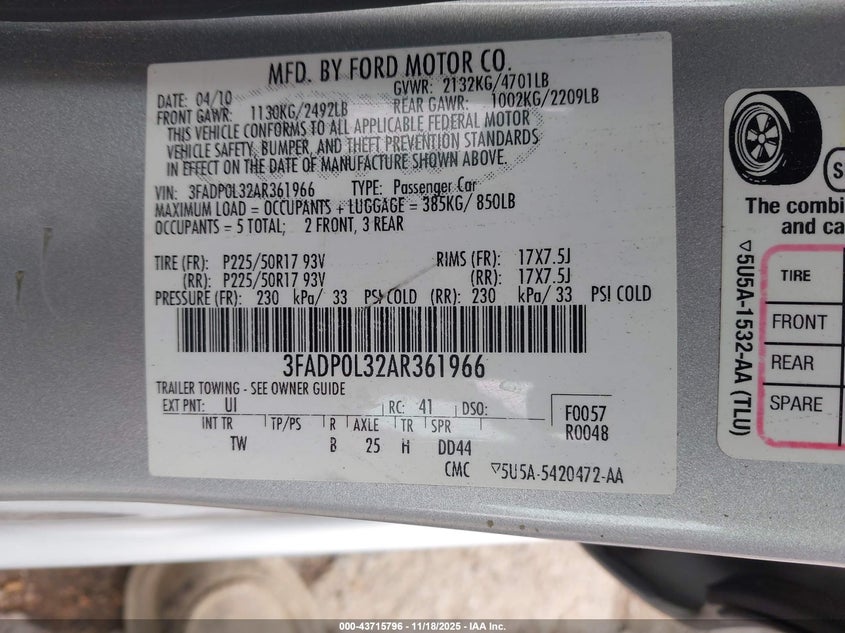 MFD. BY FORD MOTOR CO.
DATE: 04/10 GVWR: 2132KG/4701LB
FRONT GAWR: 1130KG/2492LB REAR GAWR: 1002KG/2209LB
THIS VEHICLE CONFORMS TO ALL APPLICABLE FEDERAL MOTOR
VEHICLE SAFETY, BUMPER, AND THEFT PREVENTION STANDARDS
IN EFFECT ON THE DATE OF MANUFACTURE SHOWN ABOVE.
VIN: 3FADP0L32AR361966 TYPE: Passenger Car
MAXIMUM LOAD = OCCUPANTS + LUGGAGE = 385KG/ 850LB
OCCUPANTS = 5 TOTAL; 2 FRONT, 3 REAR
TIRE (FR): P225/50R17 93V RIMS (FR): 17X7.5J
(RR): P225/50R17 93V (RR): 17X7.5J
PRESSURE (FR): 230 kPa/ 33 PSI COLD (RR): 230 kPa/ 33 PSI COLD
3FADP0L32AR361966
TRAILER TOWING - SEE OWNER GUIDE
EXT PNT: UI RC: 41 DSO: F0057
INT TR TP/PS R AXLE TR SPR R0048
TW B 25 H DD44
CMC ▽5U5A-5420472-AA
The combi
and ca
TIRE
FRONT
REAR
SPARE
▽5U5A-1532-AA (TLU)
000-43715796 - 11/18/2025 - IAA Inc.